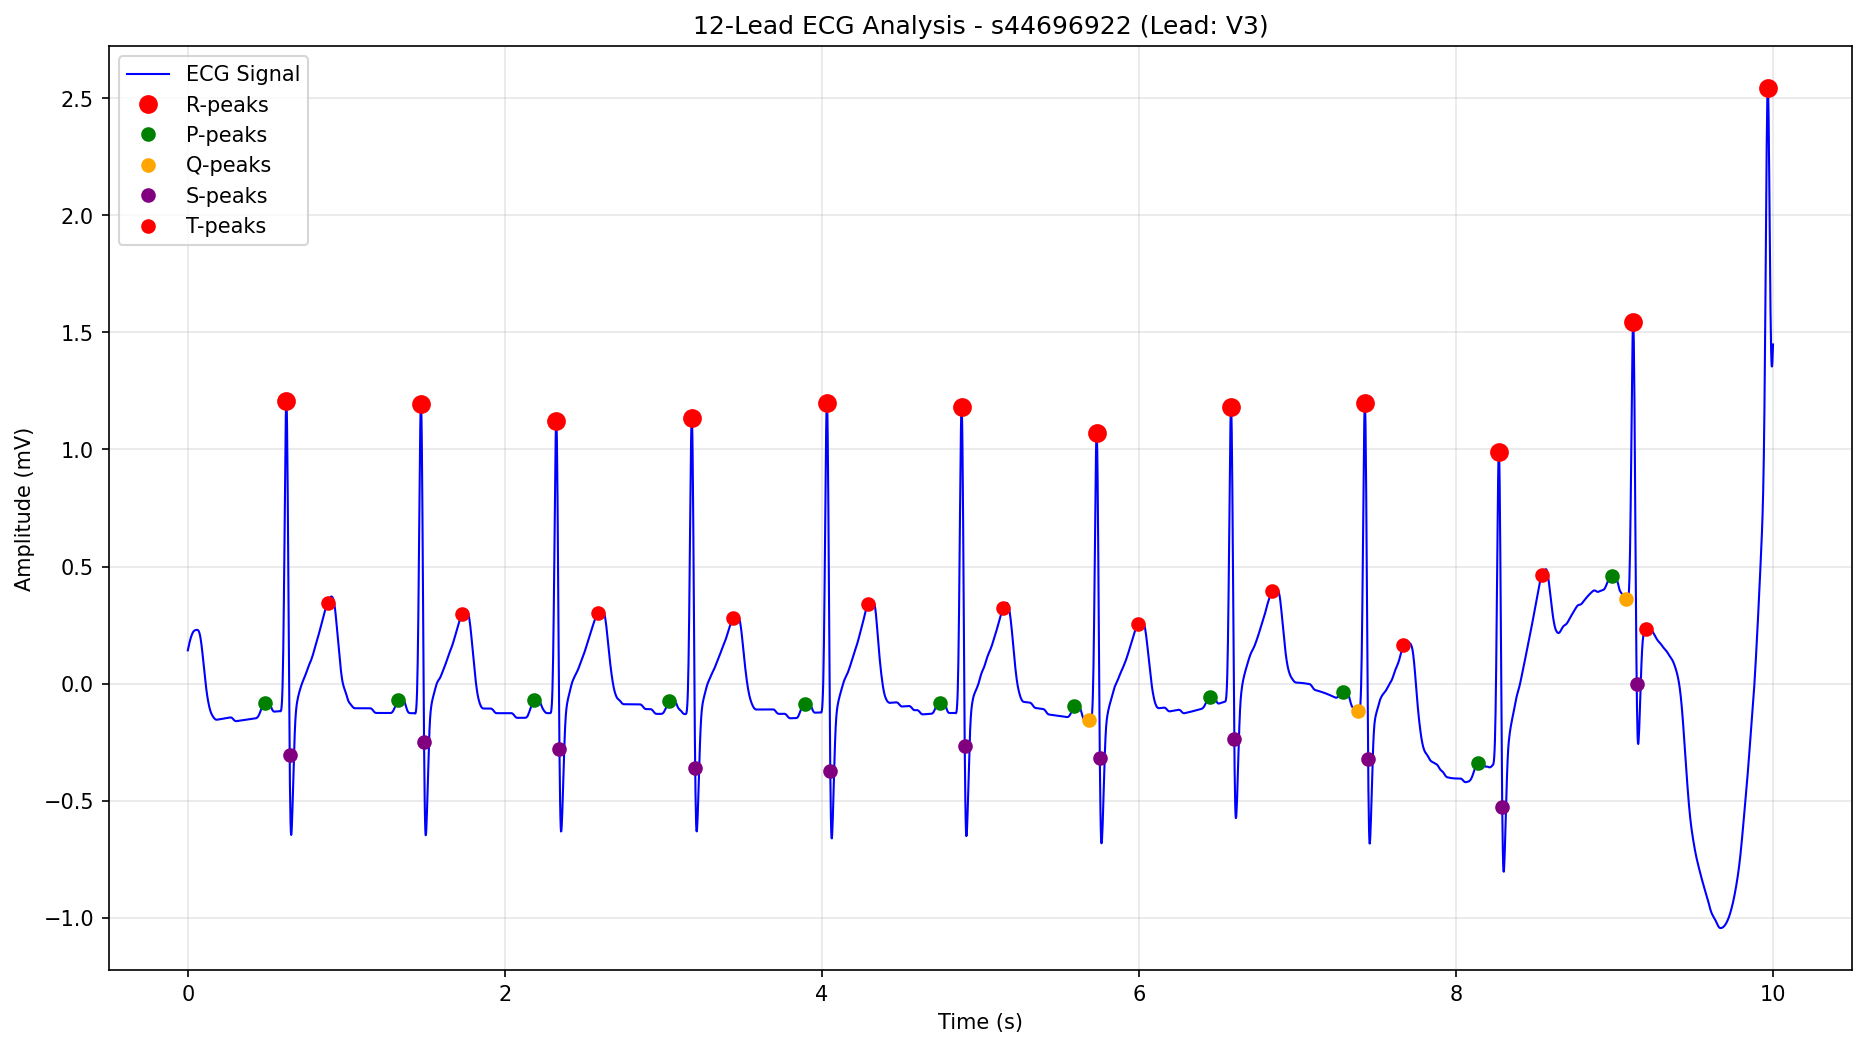 12-Lead ECG Analysis - s44696922 (Lead: V3)
ECG Signal
R-peaks
P-peaks
Q-peaks
S-peaks
T-peaks
Amplitude (mV)
2.5
2.0
1.5
1.0
0.5
0.0
−0.5
−1.0
0 2 4 6 8 10
Time (s)